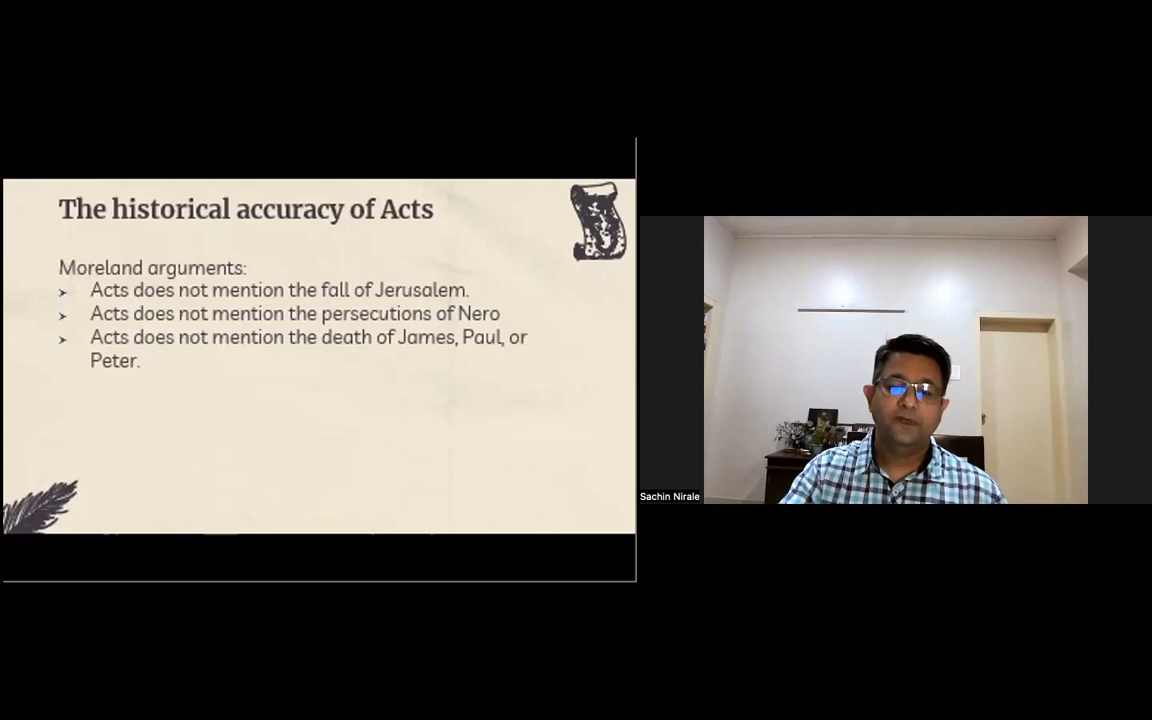 The historical accuracy of Acts
Moreland arguments:
➢ Acts does not mention the fall of Jerusalem.
➢ Acts does not mention the persecutions of Nero
➢ Acts does not mention the death of James, Paul, or
Peter.
Sachin Nirale